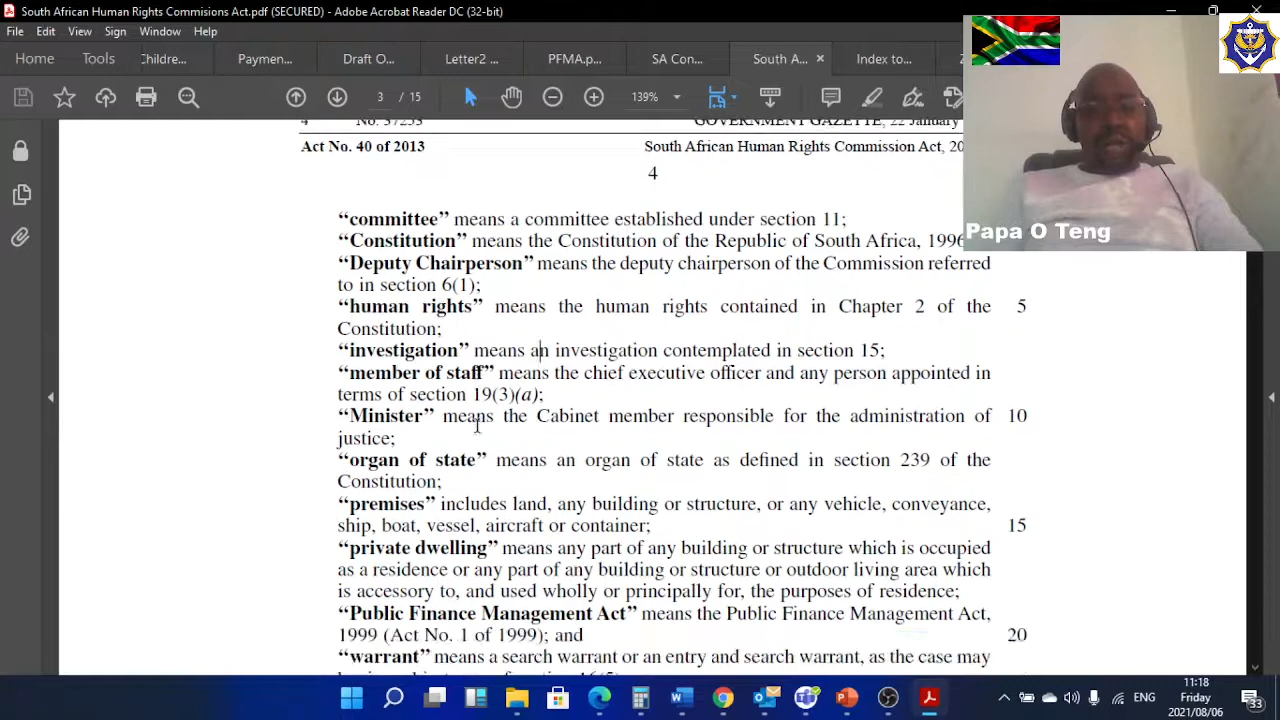 South African Human Rights Commisions Act.pdf (SECURED) - Adobe Acrobat Reader DC (32-bit)
File Edit View Sign Window Help
Home Tools Childre... Paymen... Draft O... Letter2 ... PFMA.p... SA Con... South A... × Index to...
3 / 15 139%
4 No. 37253 GOVERNMENT GAZETTE, 22 January
Act No. 40 of 2013 South African Human Rights Commission Act, 20
4
“committee” means a committee established under section 11;
“Constitution” means the Constitution of the Republic of South Africa, 1996
“Deputy Chairperson” means the deputy chairperson of the Commission referred
to in section 6(1);
“human rights” means the human rights contained in Chapter 2 of the 5
Constitution;
“investigation” means an investigation contemplated in section 15;
“member of staff” means the chief executive officer and any person appointed in
terms of section 19(3)(a);
“Minister” means the Cabinet member responsible for the administration of 10
justice;
“organ of state” means an organ of state as defined in section 239 of the
Constitution;
“premises” includes land, any building or structure, or any vehicle, conveyance,
ship, boat, vessel, aircraft or container; 15
“private dwelling” means any part of any building or structure which is occupied
as a residence or any part of any building or structure or outdoor living area which
is accessory to, and used wholly or principally for, the purposes of residence;
“Public Finance Management Act” means the Public Finance Management Act,
1999 (Act No. 1 of 1999); and 20
“warrant” means a search warrant or an entry and search warrant, as the case may
Papa O Teng
ENG
11:18
Friday
2021/08/06
33